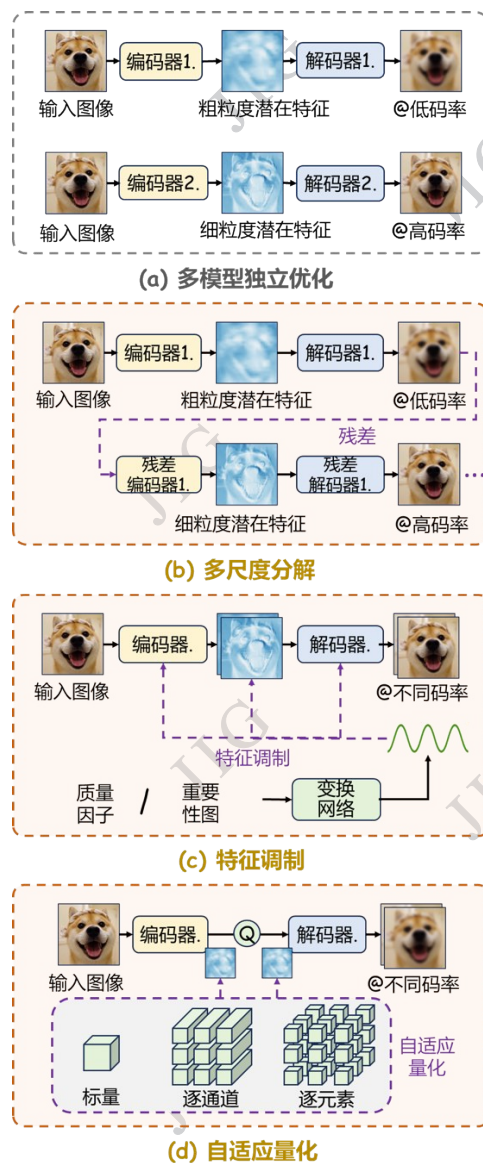 编码器1.
解码器1.
输入图像
粗粒度潜在特征
@低码率
编码器2.
解码器2.
输入图像
细粒度潜在特征
@高码率
(a) 多模型独立优化
编码器1.
解码器1.
输入图像
粗粒度潜在特征
@低码率
残差
残差
编码器1.
残差
解码器1.
细粒度潜在特征
@高码率
...
(b) 多尺度分解
编码器.
解码器.
输入图像
@不同码率
特征调制
质量
因子
/
重要
性图
变换
网络
(c) 特征调制
编码器.
Q
解码器.
输入图像
@不同码率
自适应
量化
标量
逐通道
逐元素
(d) 自适应量化
JIG
JIG
JIG
JIG
JIG